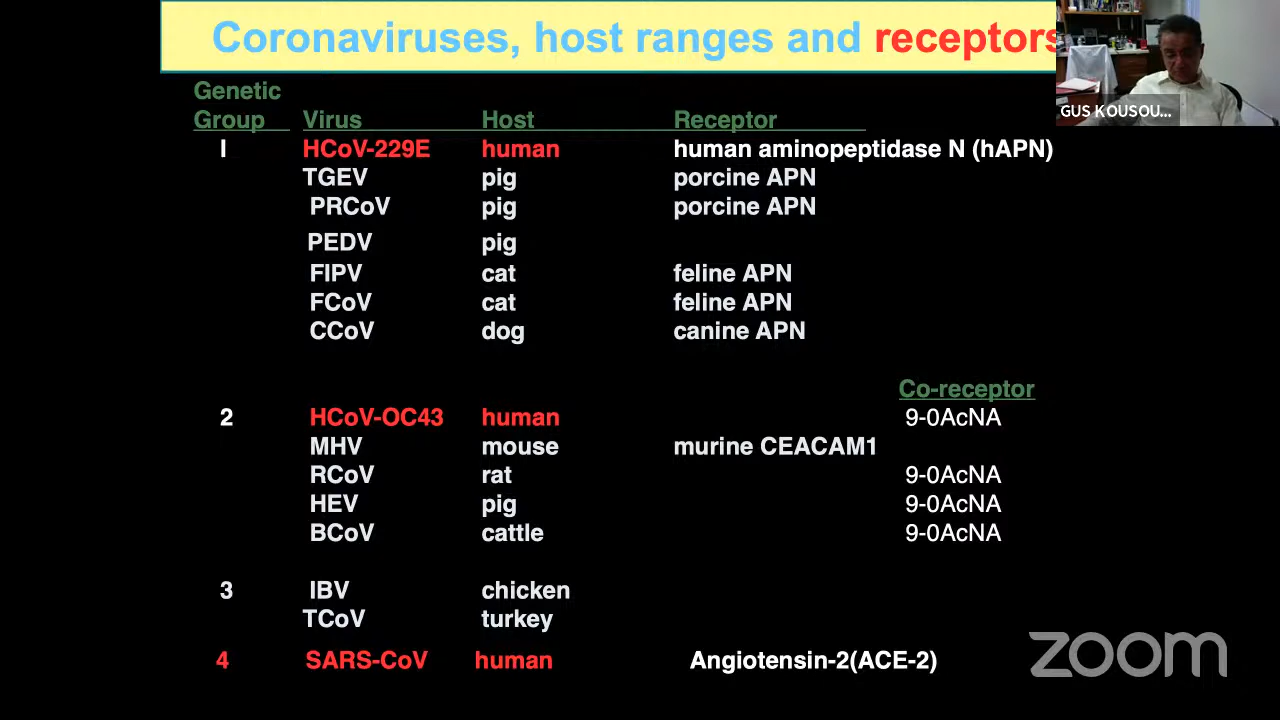 Coronaviruses, host ranges and receptors
GUS KOUSOU...
Genetic
Group Virus Host Receptor
I HCoV-229E human human aminopeptidase N (hAPN)
TGEV pig porcine APN
PRCoV pig porcine APN
PEDV pig
FIPV cat feline APN
FCoV cat feline APN
CCoV dog canine APN
Co-receptor
2 HCoV-OC43 human 9-0AcNA
MHV mouse murine CEACAM1
RCoV rat 9-0AcNA
HEV pig 9-0AcNA
BCoV cattle 9-0AcNA
3 IBV chicken
TCoV turkey
4 SARS-CoV human Angiotensin-2(ACE-2)
zoom